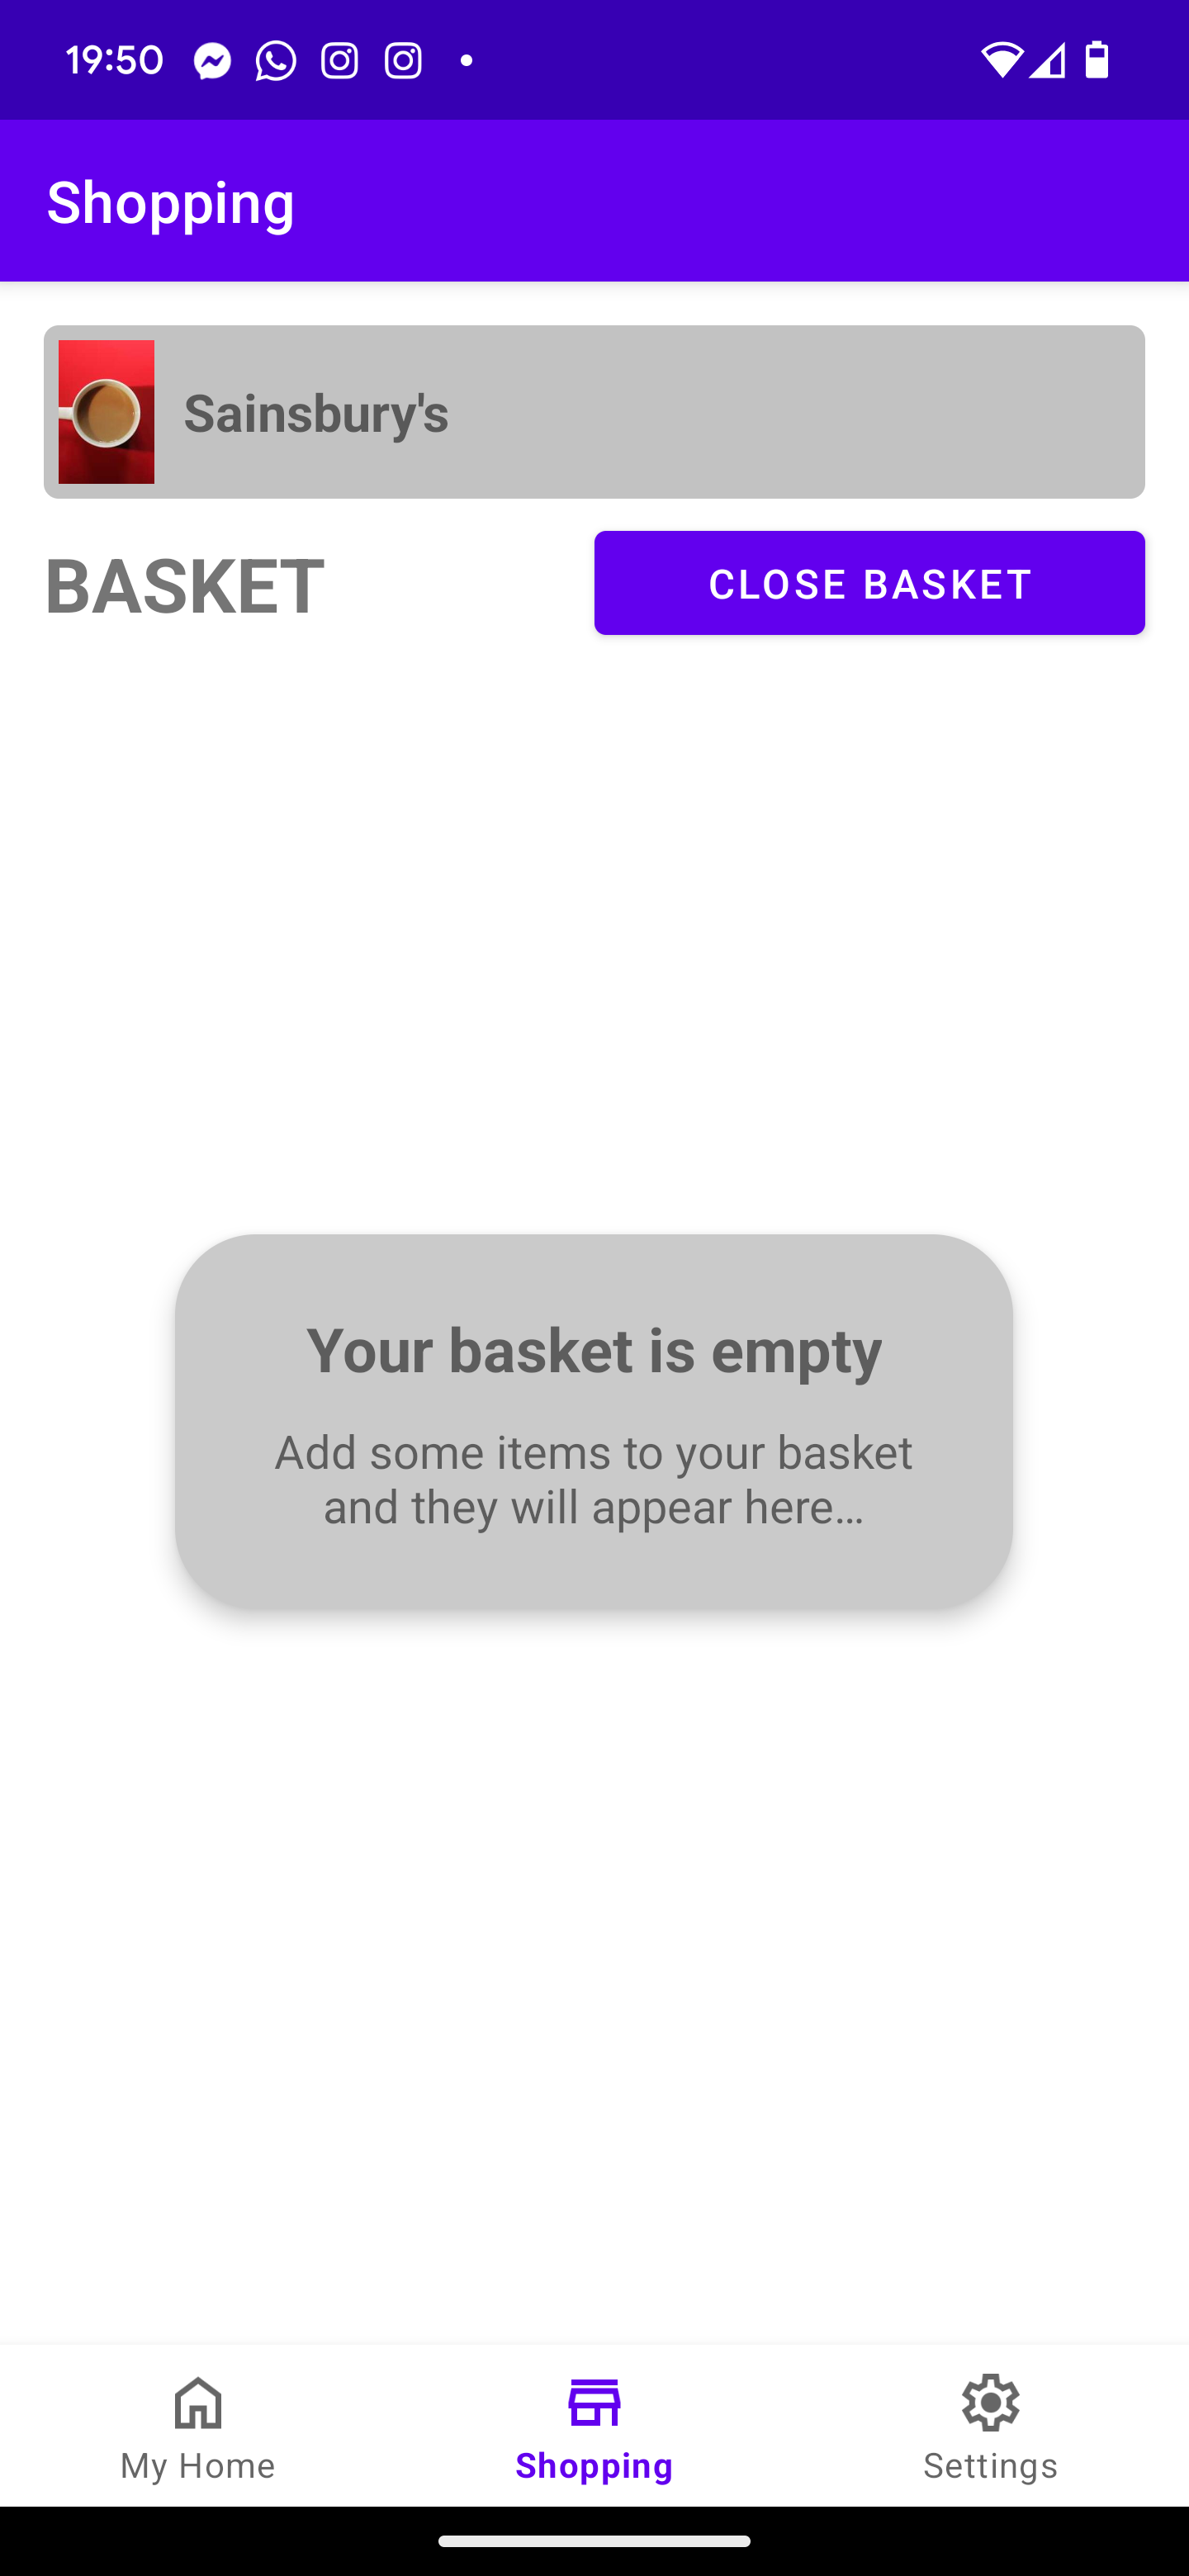 19:50
Shopping
Sainsbury's
BASKET
CLOSE BASKET
Your basket is empty
Add some items to your basket
and they will appear here…
My Home
Shopping
Settings